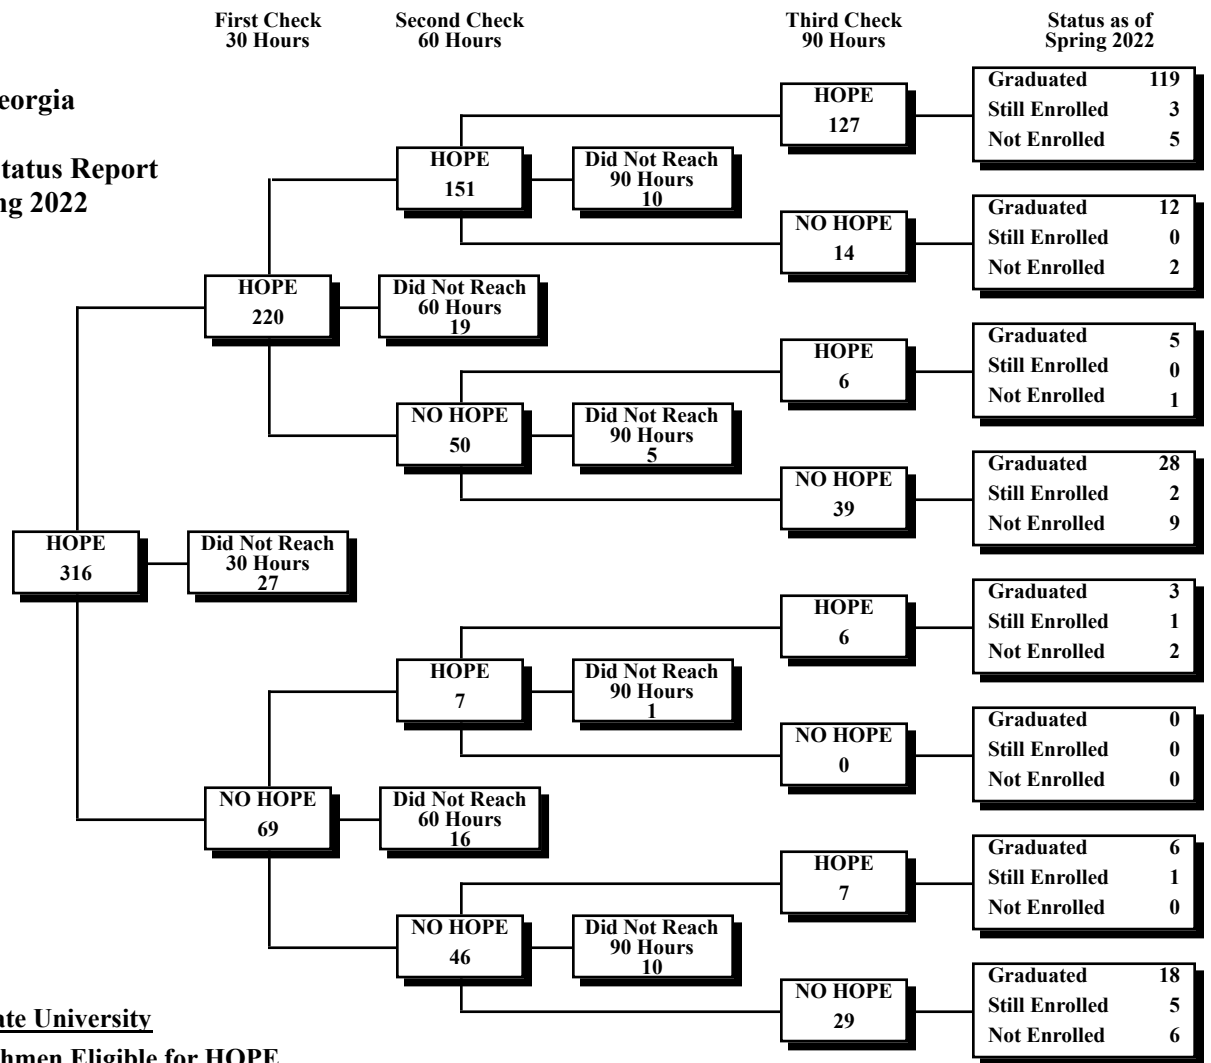 First Check
30 Hours
Second Check
60 Hours
Third Check
90 Hours
Status as of
Spring 2022
eorgia
tatus Report
ng 2022
HOPE
316
Did Not Reach
30 Hours
27
HOPE
220
Did Not Reach
60 Hours
19
NO HOPE
69
Did Not Reach
60 Hours
16
HOPE
151
Did Not Reach
90 Hours
10
NO HOPE
50
Did Not Reach
90 Hours
5
HOPE
7
Did Not Reach
90 Hours
1
NO HOPE
46
Did Not Reach
90 Hours
10
HOPE
127
Graduated 119
Still Enrolled 3
Not Enrolled 5
NO HOPE
14
Graduated 12
Still Enrolled 0
Not Enrolled 2
HOPE
6
Graduated 5
Still Enrolled 0
Not Enrolled 1
NO HOPE
39
Graduated 28
Still Enrolled 2
Not Enrolled 9
HOPE
6
Graduated 3
Still Enrolled 1
Not Enrolled 2
NO HOPE
0
Graduated 0
Still Enrolled 0
Not Enrolled 0
HOPE
7
Graduated 6
Still Enrolled 1
Not Enrolled 0
NO HOPE
29
Graduated 18
Still Enrolled 5
Not Enrolled 6
ate University
hmen Eligible for HOPE